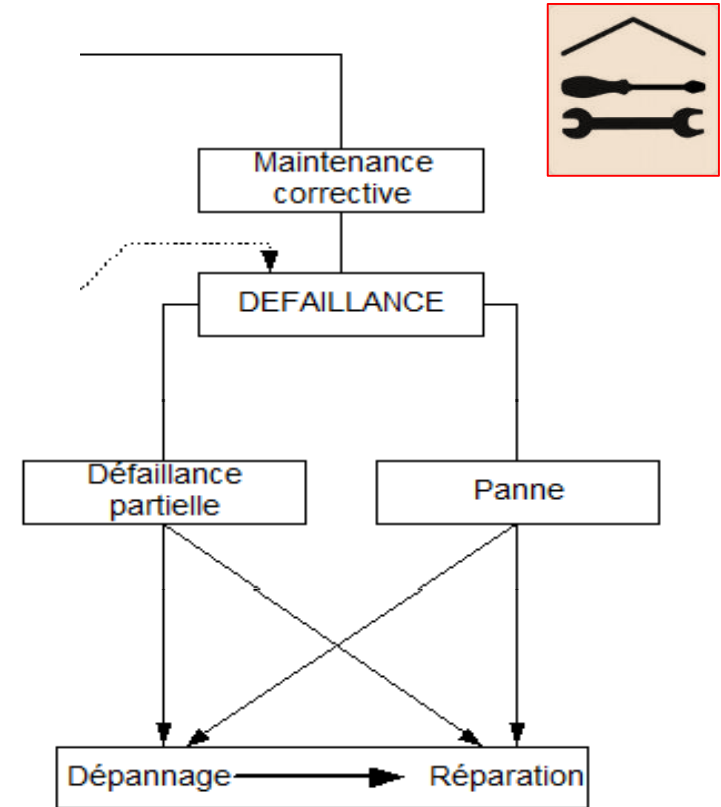 Maintenance
corrective
DEFAILLANCE
Défaillance
partielle
Panne
Dépannage
Réparation